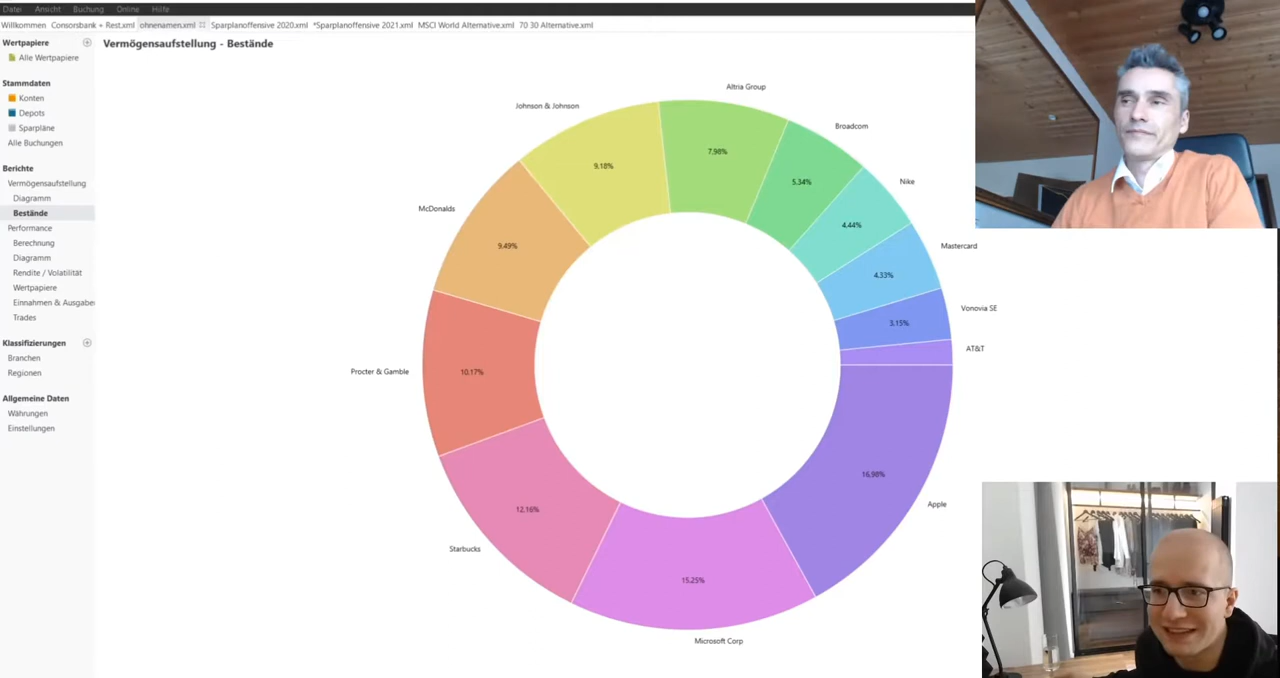 Datei Ansicht Buchung Online Hilfe
Willkommen Consorsbank + Rest.xml ohnenamen.xml Sparplanoffensive 2020.xml *Sparplanoffensive 2021.xml MSCI World Alternative.xml 70 30 Alternative.xml
Wertpapiere
Alle Wertpapiere
Stammdaten
Konten
Depots
Sparpläne
Alle Buchungen
Berichte
Vermögensaufstellung
Diagramm
Bestände
Performance
Berechnung
Diagramm
Rendite / Volatilität
Wertpapiere
Einnahmen & Ausgabe
Trades
Klassifizierungen
Branchen
Regionen
Allgemeine Daten
Währungen
Einstellungen
Vermögensaufstellung - Bestände
Altria Group
7.98%
Broadcom
5.34%
Nike
4.44%
Mastercard
4.33%
Vonovia SE
3.15%
AT&T
Apple
16.98%
Microsoft Corp
15.25%
Starbucks
12.16%
Procter & Gamble
10.17%
McDonalds
9.49%
Johnson & Johnson
9.18%